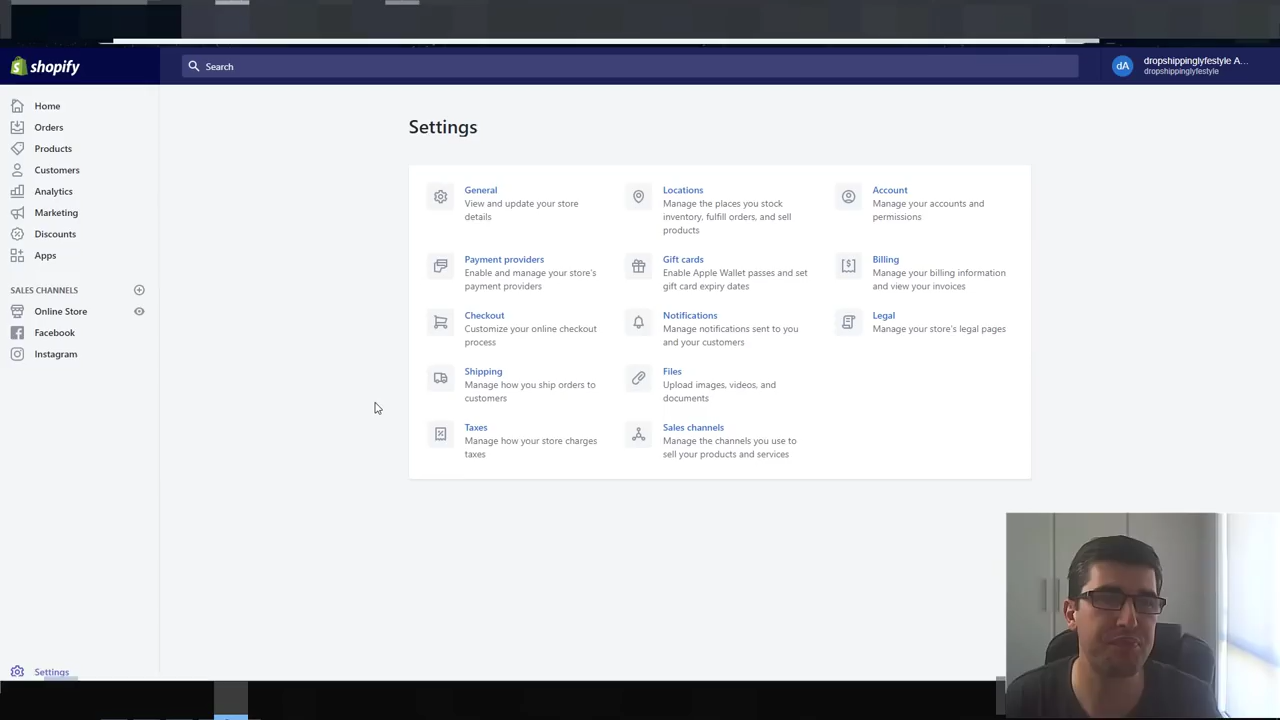 shopify
Search
dA
dropshippinglyfestyle A...
dropshippinglyfestyle
Home
Orders
Products
Customers
Analytics
Marketing
Discounts
Apps
SALES CHANNELS
Online Store
Facebook
Instagram
Settings
Settings
General
View and update your store
details
Payment providers
Enable and manage your store's
payment providers
Checkout
Customize your online checkout
process
Shipping
Manage how you ship orders to
customers
Taxes
Manage how your store charges
taxes
Locations
Manage the places you stock
inventory, fulfill orders, and sell
products
Gift cards
Enable Apple Wallet passes and set
gift card expiry dates
Notifications
Manage notifications sent to you
and your customers
Files
Upload images, videos, and
documents
Sales channels
Manage the channels you use to
sell your products and services
Account
Manage your accounts and
permissions
Billing
Manage your billing information
and view your invoices
Legal
Manage your store's legal pages